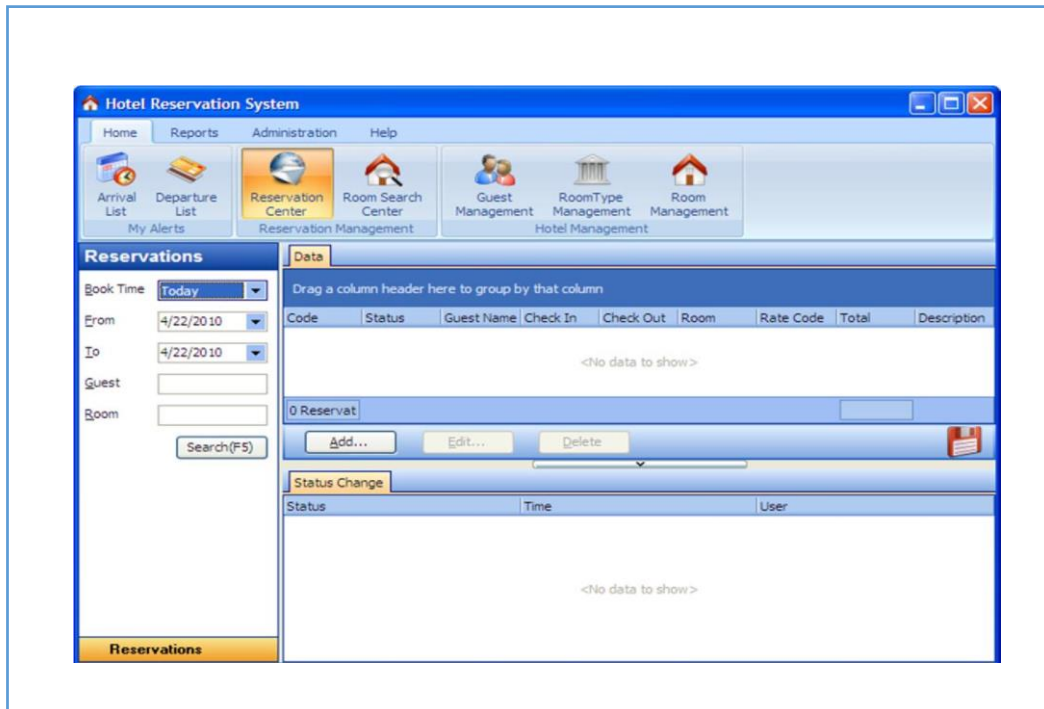 Hotel Reservation System
Home Reports Administration Help
Arrival List Departure List Reservation Center Room Search Center Guest Management RoomType Management Room Management
My Alerts Reservation Management Hotel Management
Reservations
Data
Book Time Today
Drag a column header here to group by that column
From 4/22/2010
Code Status Guest Name Check In Check Out Room Rate Code Total Description
To 4/22/2010
<No data to show>
Guest
Room
0 Reservat
Search(F5)
Add... Edit... Delete
Status Change
Status Time User
<No data to show>
Reservations